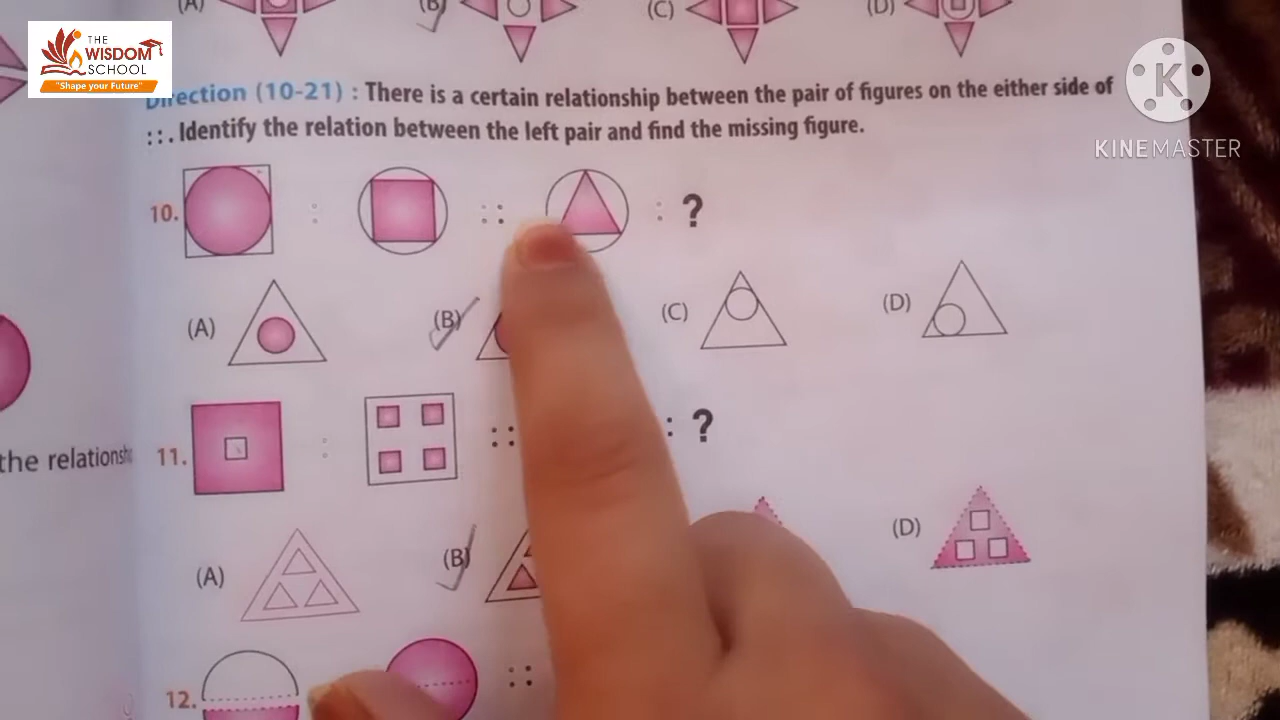 (A)
(B)
(C)
(D)
THE
WISDOM
SCHOOL
"Shape your Future"
Direction (10-21) : There is a certain relationship between the pair of figures on the either side of
: : . Identify the relation between the left pair and find the missing figure.
KINEMASTER
K
10. : :: : ?
(A) (B) (C) (D)
the relationsh
11. : :: : ?
(A) (B) (D)
12. ::